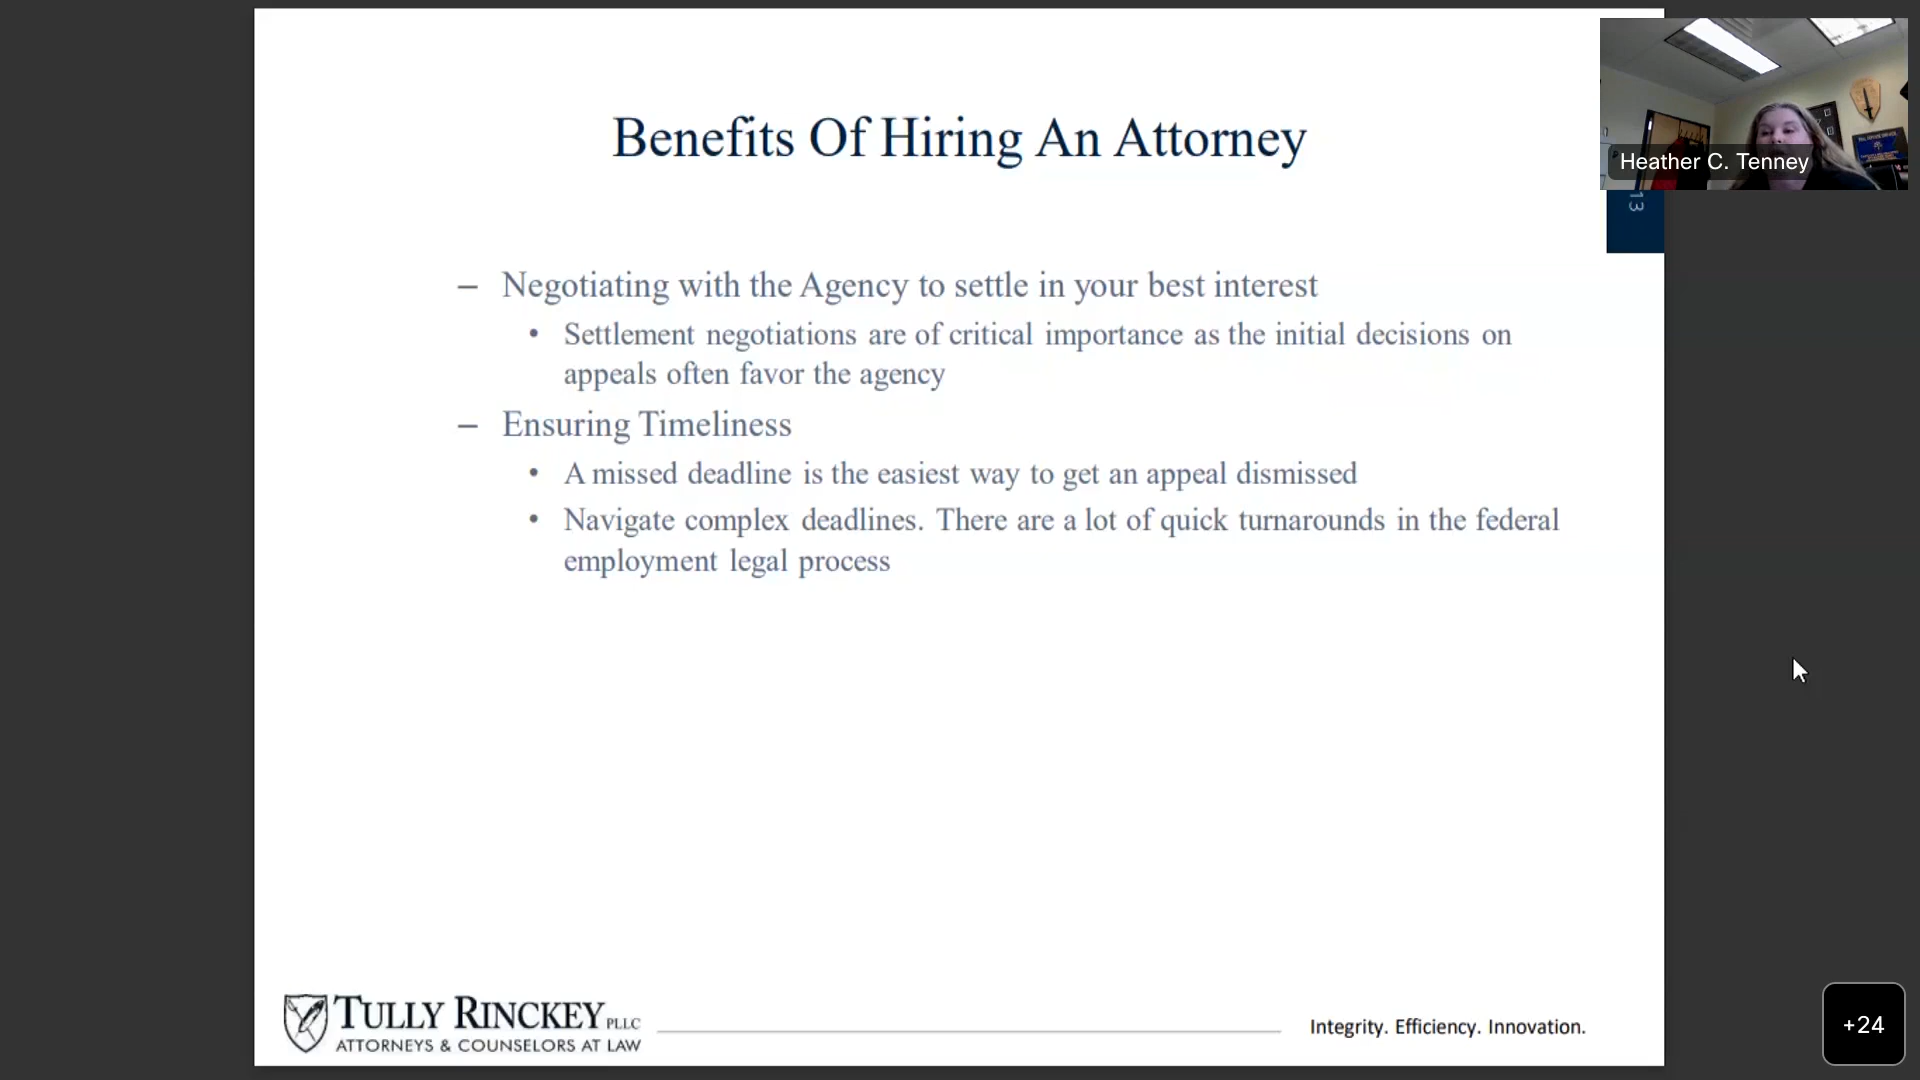 Benefits Of Hiring An Attorney
Heather C. Tenney
13
– Negotiating with the Agency to settle in your best interest
• Settlement negotiations are of critical importance as the initial decisions on
appeals often favor the agency
– Ensuring Timeliness
• A missed deadline is the easiest way to get an appeal dismissed
• Navigate complex deadlines. There are a lot of quick turnarounds in the federal
employment legal process
TULLY RINCKEY PLLC
ATTORNEYS & COUNSELORS AT LAW
Integrity. Efficiency. Innovation.
+24